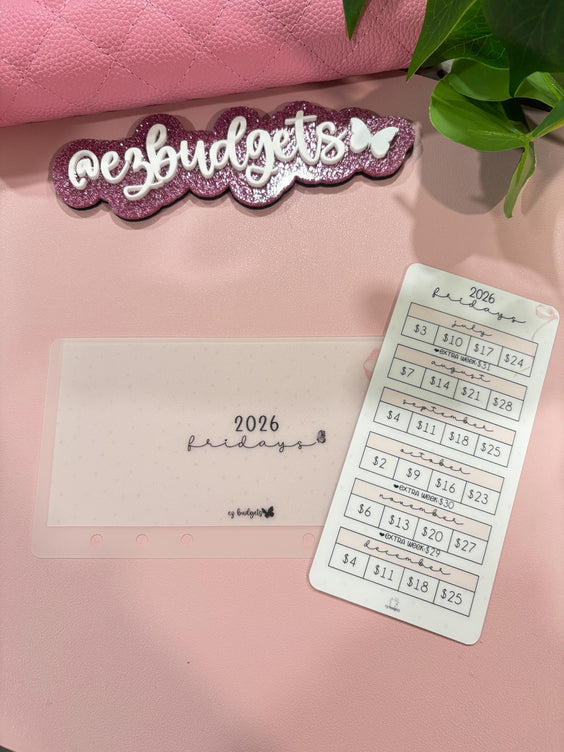 @ezbudgets
2026
fridays
ez budgets
2026
fridays
july
$3 $10 $17 $24
EXTRA WEEK $31
august
$7 $14 $21 $28
september
$4 $11 $18 $25
october
$2 $9 $16 $23
EXTRA WEEK $30
november
$6 $13 $20 $27
EXTRA WEEK $29
december
$4 $11 $18 $25